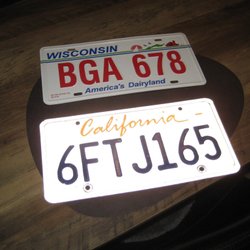 WISCONSIN
BGA 678
America's Dairyland
California
6FTJ165